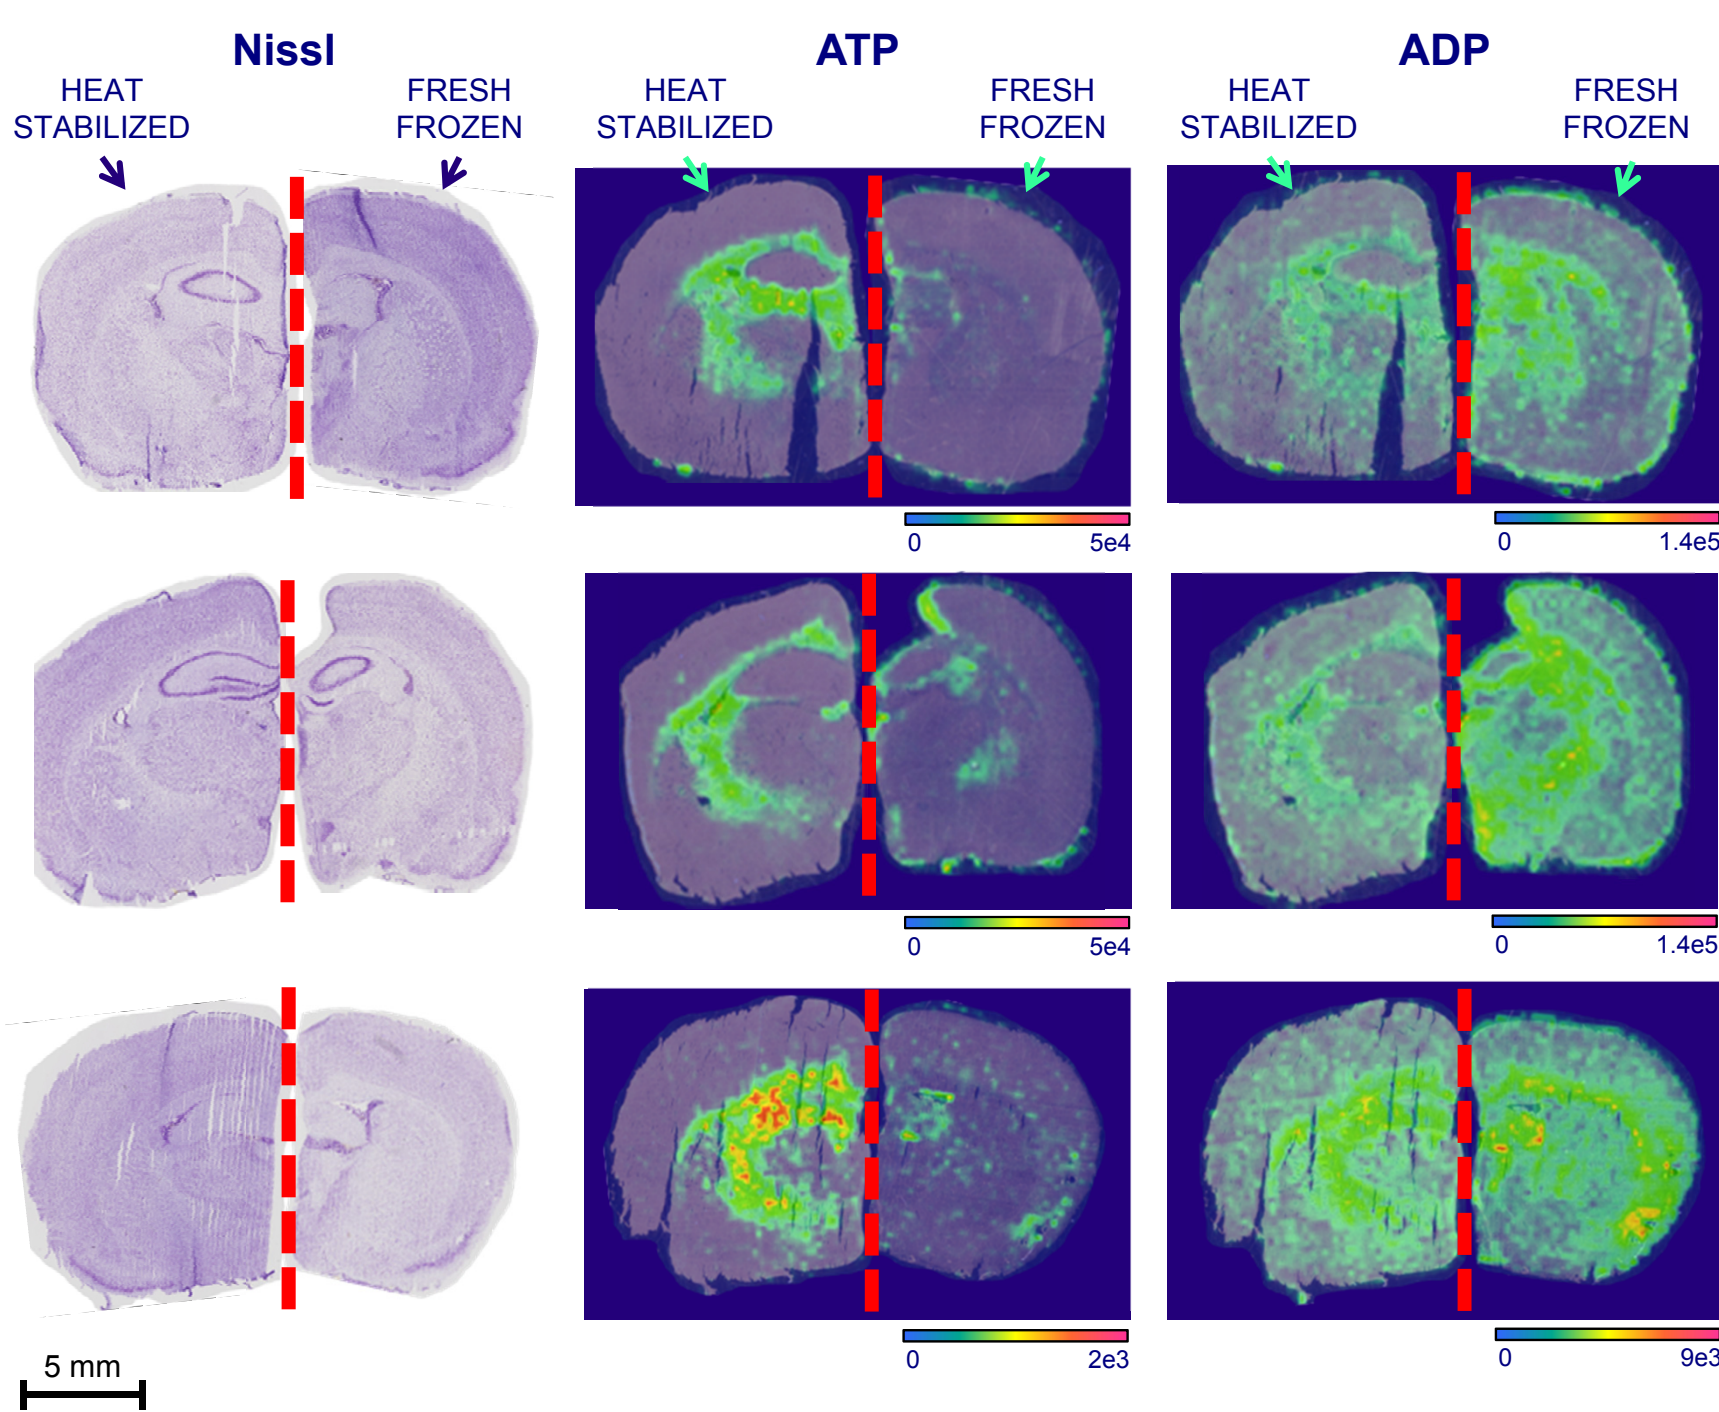 Nissl
ATP
ADP
HEAT
STABILIZED
FRESH
FROZEN
HEAT
STABILIZED
FRESH
FROZEN
HEAT
STABILIZED
FRESH
FROZEN
0
5e4
0
1.4e5
0
5e4
0
1.4e5
0
2e3
0
9e3
5 mm